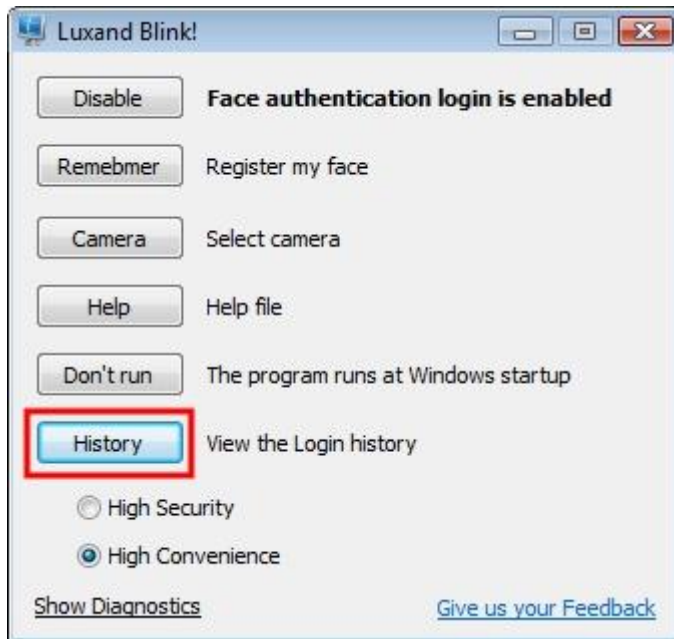 Luxand Blink!
Disable Face authentication login is enabled
Remebmer Register my face
Camera Select camera
Help Help file
Don't run The program runs at Windows startup
History View the Login history
High Security
High Convenience
Show Diagnostics Give us your Feedback